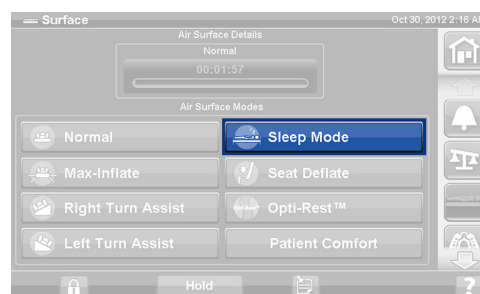 Surface
Oct 30, 2012 2:16 A
Air Surface Details
Normal
00:01:57
Air Surface Modes
Normal
Sleep Mode
Max-Inflate
Seat Deflate
Right Turn Assist
Opti-Rest™
Left Turn Assist
Patient Comfort
Hold
?